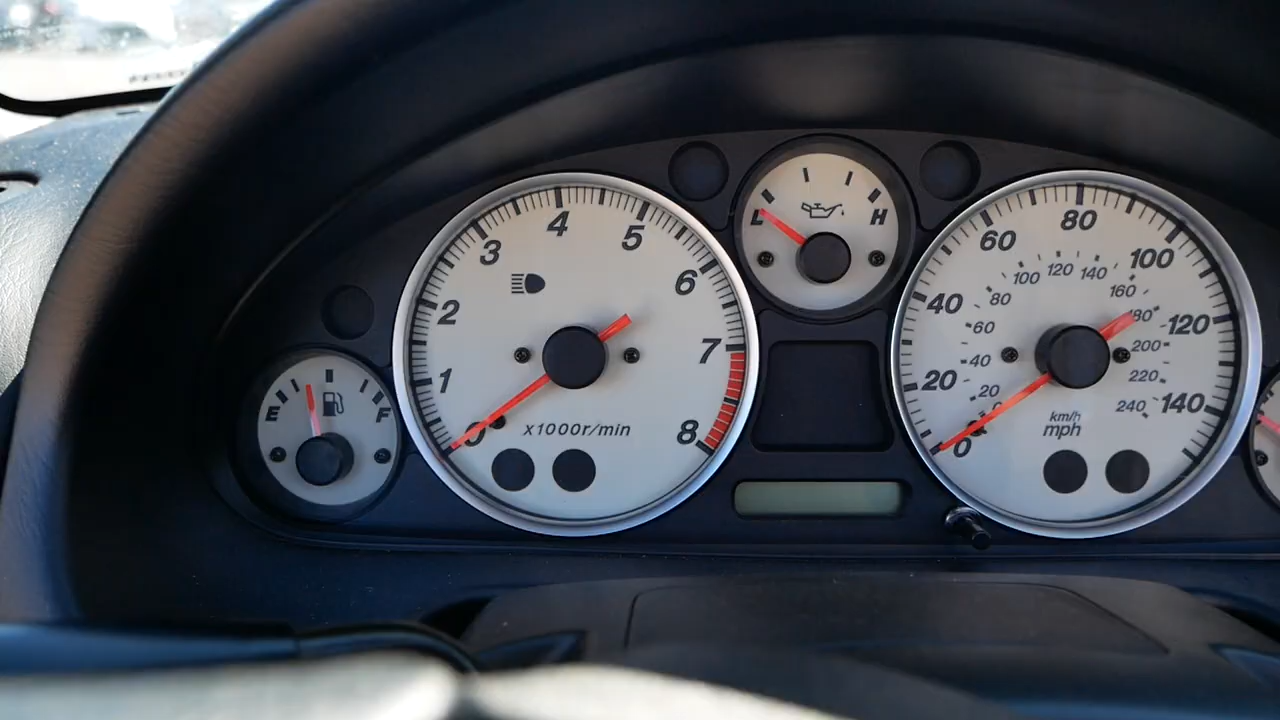 E F
0 1 2 3 4 5 6 7 8
x1000r/min
L H
0 20 40 60 80 100 120 140
20 40 60 80 100 120 140 160 180 200 220 240
km/h
mph